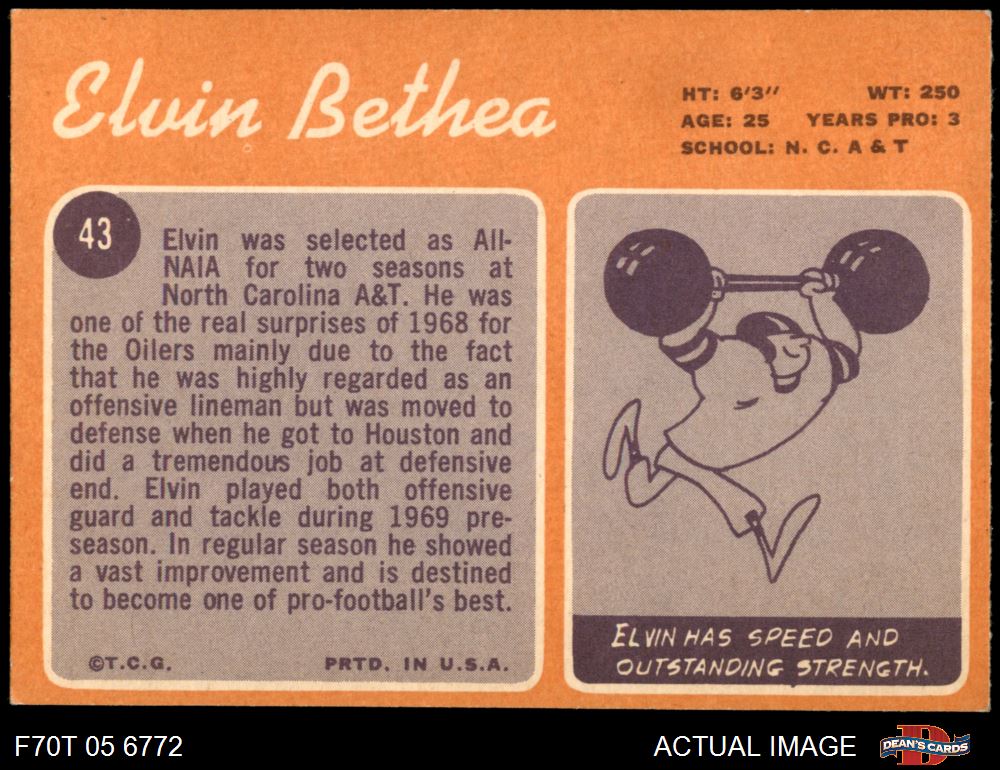 Elvin Bethea
HT: 6'3" WT: 250
AGE: 25 YEARS PRO: 3
SCHOOL: N. C. A & T
43
Elvin was selected as All-
NAIA for two seasons at
North Carolina A&T. He was
one of the real surprises of 1968 for
the Oilers mainly due to the fact
that he was highly regarded as an
offensive lineman but was moved to
defense when he got to Houston and
did a tremendous job at defensive
end. Elvin played both offensive
guard and tackle during 1969 pre-
season. In regular season he showed
a vast improvement and is destined
to become one of pro-football's best.
©T.C.G. PRTD. IN U.S.A.
ELVIN HAS SPEED AND
OUTSTANDING STRENGTH.
F70T 05 6772
ACTUAL IMAGE
D
DEAN'S CARDS